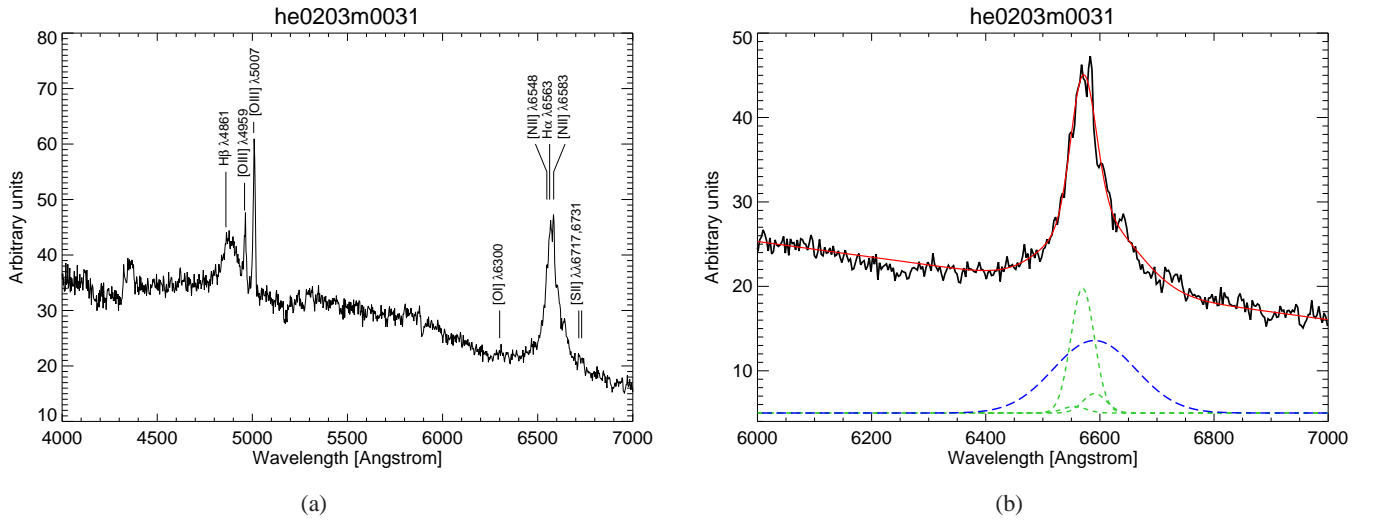 he0203m0031
80
70
60
50
40
30
20
10
Arbitrary units
Hβ λ4861
[OIII] λ4959
[OIII] λ5007
[OI] λ6300
[NII] λ6548
Hα λ6563
[NII] λ6583
[SII] λλ6717,6731
4000 4500 5000 5500 6000 6500 7000
Wavelength [Angstrom]
(a)
he0203m0031
50
40
30
20
10
Arbitrary units
6000 6200 6400 6600 6800 7000
Wavelength [Angstrom]
(b)